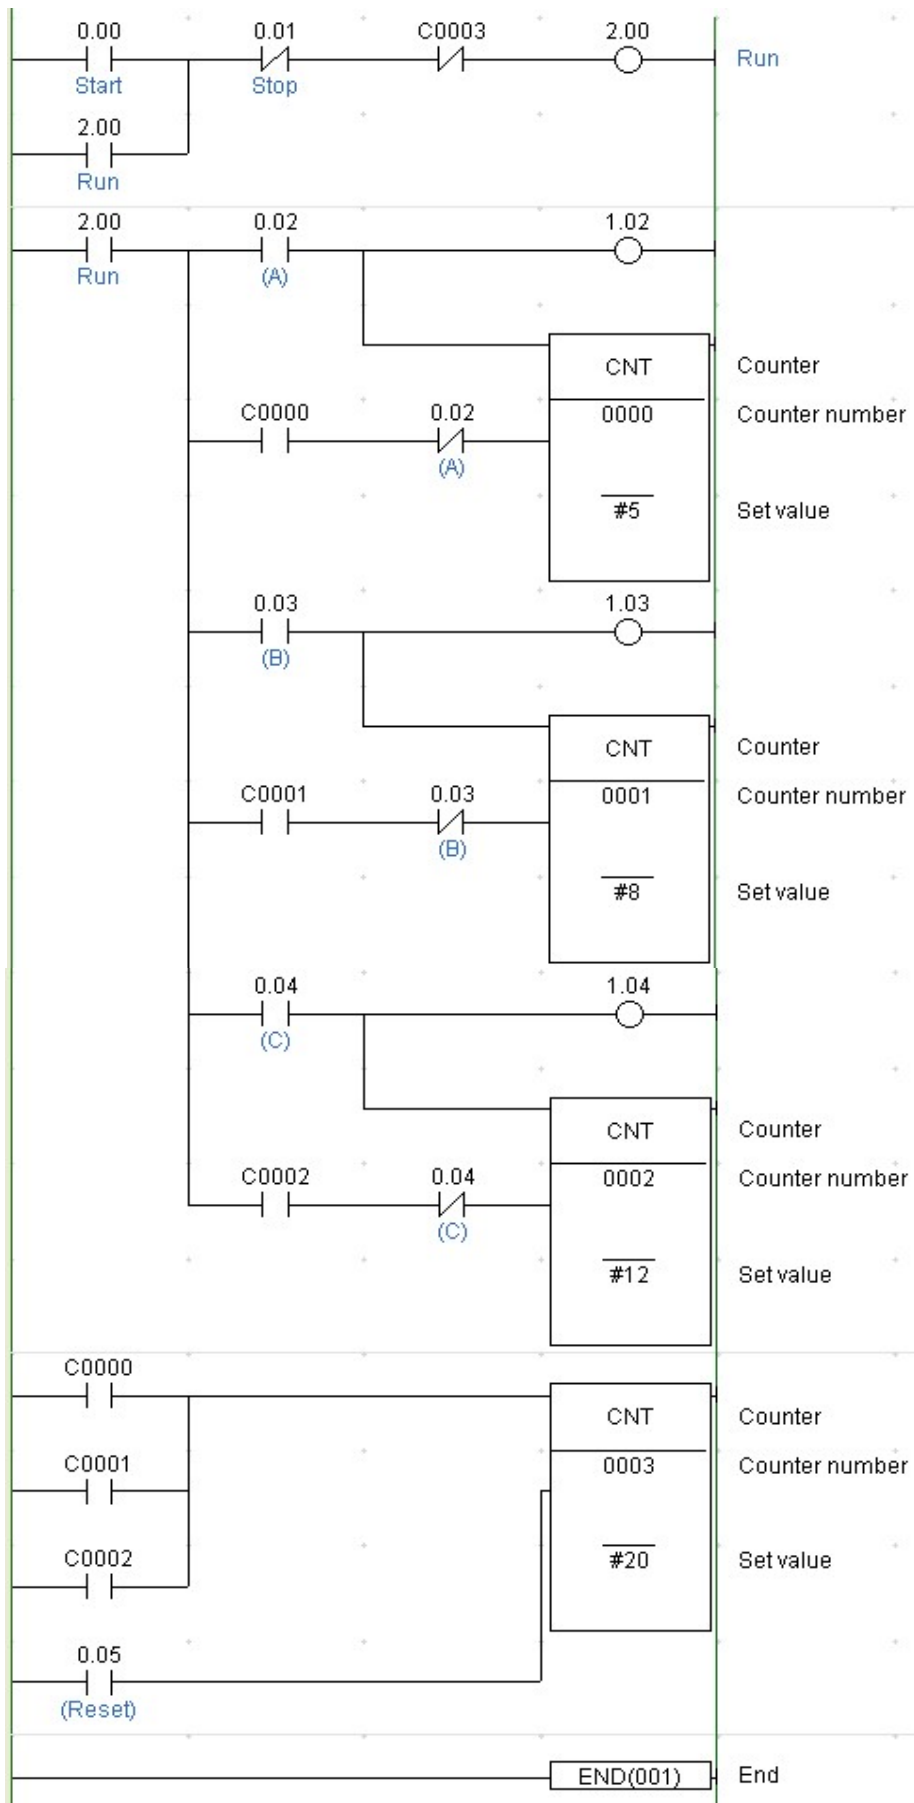 0.00 0.01 C0003 2.00
Run
Start Stop
2.00
Run
2.00 0.02 1.02
Run (A)
CNT Counter
C0000 0.02 0000 Counter number
(A)
#5 Set value
0.03 1.03
(B)
CNT Counter
C0001 0.03 0001 Counter number
(B)
#8 Set value
0.04 1.04
(C)
CNT Counter
C0002 0.04 0002 Counter number
(C)
#12 Set value
C0000
CNT Counter
C0001 0003 Counter number
C0002 #20 Set value
0.05
(Reset)
END(001) End